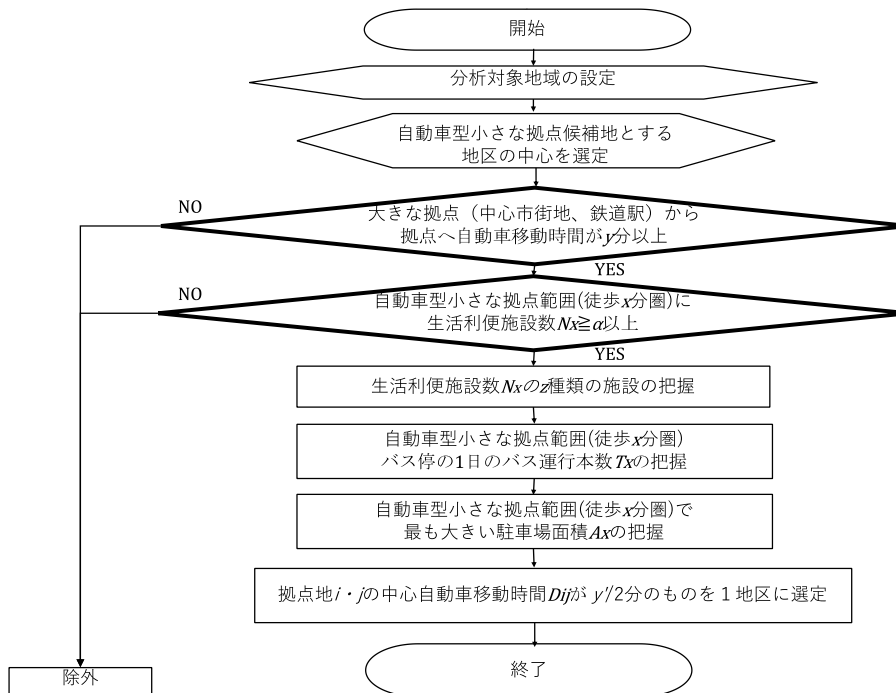 開始
分析対象地域の設定
自動車型小さな拠点候補地とする
地区の中心を選定
NO
大きな拠点（中心市街地、鉄道駅）から
拠点へ自動車移動時間がy分以上
YES
NO
自動車型小さな拠点範囲(徒歩x分圏)に
生活利便施設数Nx≧α以上
YES
生活利便施設数Nxのz種類の施設の把握
自動車型小さな拠点範囲(徒歩x分圏)
バス停の1日のバス運行本数Txの把握
自動車型小さな拠点範囲(徒歩x分圏)で
最も大きい駐車場面積Axの把握
拠点地i・jの中心自動車移動時間Dijが y'/2分のものを１地区に選定
除外
終了